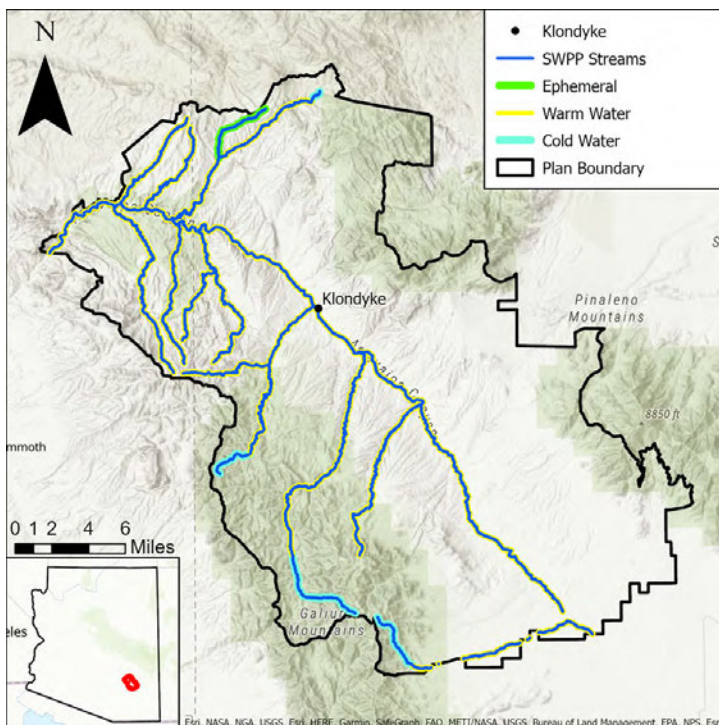 N
Klondyke
SWPP Streams
Ephemeral
Warm Water
Cold Water
Plan Boundary
S
Pinaleno
Mountains
Klondyke
8850 ft
mmoth
Galiuro
Mountains
0 1 2 4 6
Miles
eles
Esri, NASA, NGA, USGS, Esri, HERE, Garmin, SafeGraph, FAO, METI/NASA, USGS, Bureau of Land Management, EPA, NPS,